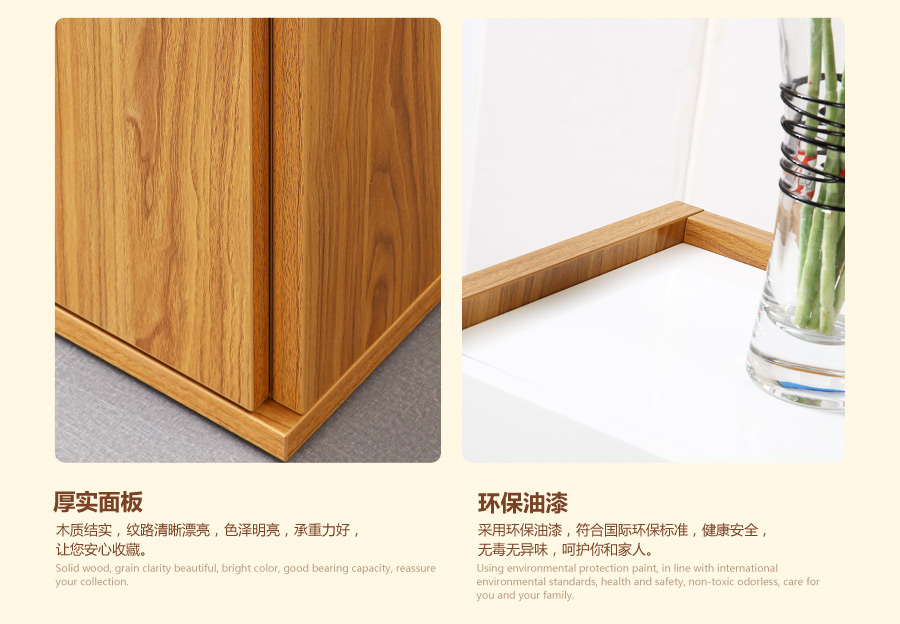 厚实面板
木质结实，纹路清晰漂亮，色泽明亮，承重力好，
让您安心收藏。
Solid wood, grain clarity beautiful, bright color, good bearing capacity, reassure
your collection.
环保油漆
采用环保油漆，符合国际环保标准，健康安全，
无毒无异味，呵护你和家人。
Using environmental protection paint, in line with international
environmental standards, health and safety, non-toxic odorless, care for
you and your family.